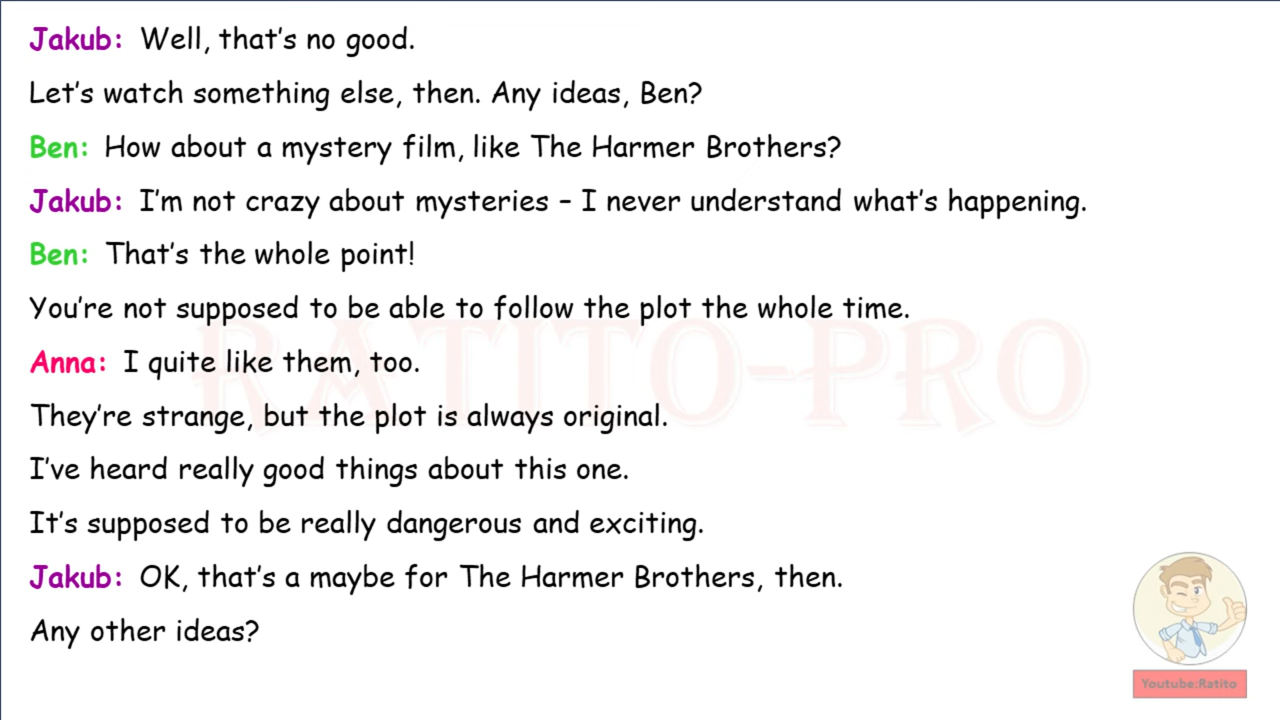 Jakub: Well, that's no good.
Let's watch something else, then. Any ideas, Ben?
Ben: How about a mystery film, like The Harmer Brothers?
Jakub: I'm not crazy about mysteries – I never understand what's happening.
Ben: That's the whole point!
You're not supposed to be able to follow the plot the whole time.
RATITO-PRO
Anna: I quite like them, too.
They're strange, but the plot is always original.
I've heard really good things about this one.
It's supposed to be really dangerous and exciting.
Jakub: OK, that's a maybe for The Harmer Brothers, then.
Any other ideas?
Youtube:Ratito